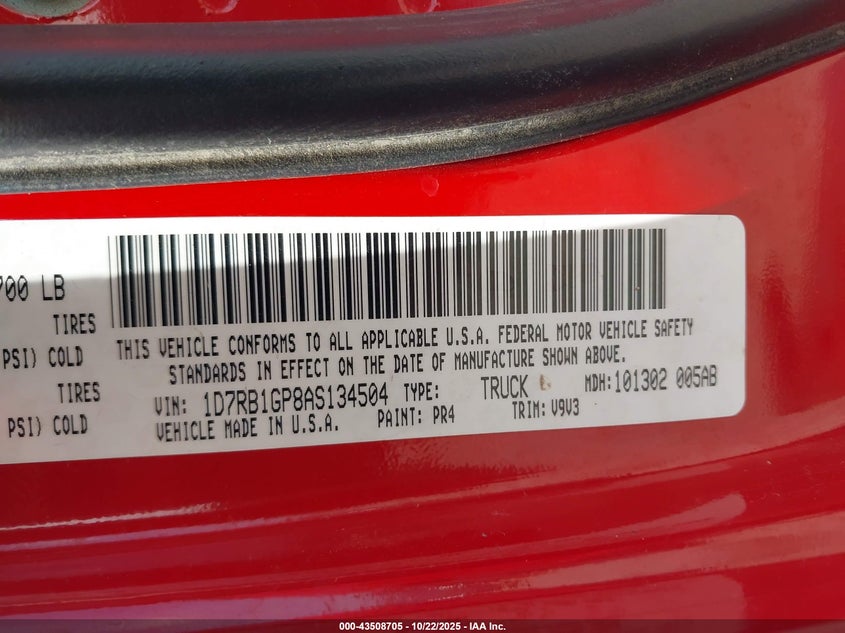 700 LB
TIRES
PSI) COLD
TIRES
PSI) COLD
THIS VEHICLE CONFORMS TO ALL APPLICABLE U.S.A. FEDERAL MOTOR VEHICLE SAFETY
STANDARDS IN EFFECT ON THE DATE OF MANUFACTURE SHOWN ABOVE.
VIN: 1D7RB1GP8AS134504 TYPE: TRUCK MDH: 101302 005AB
VEHICLE MADE IN U.S.A. PAINT: PR4 TRIM: V9V3
000-43508705 | 10/22/2025 | IAA Inc.